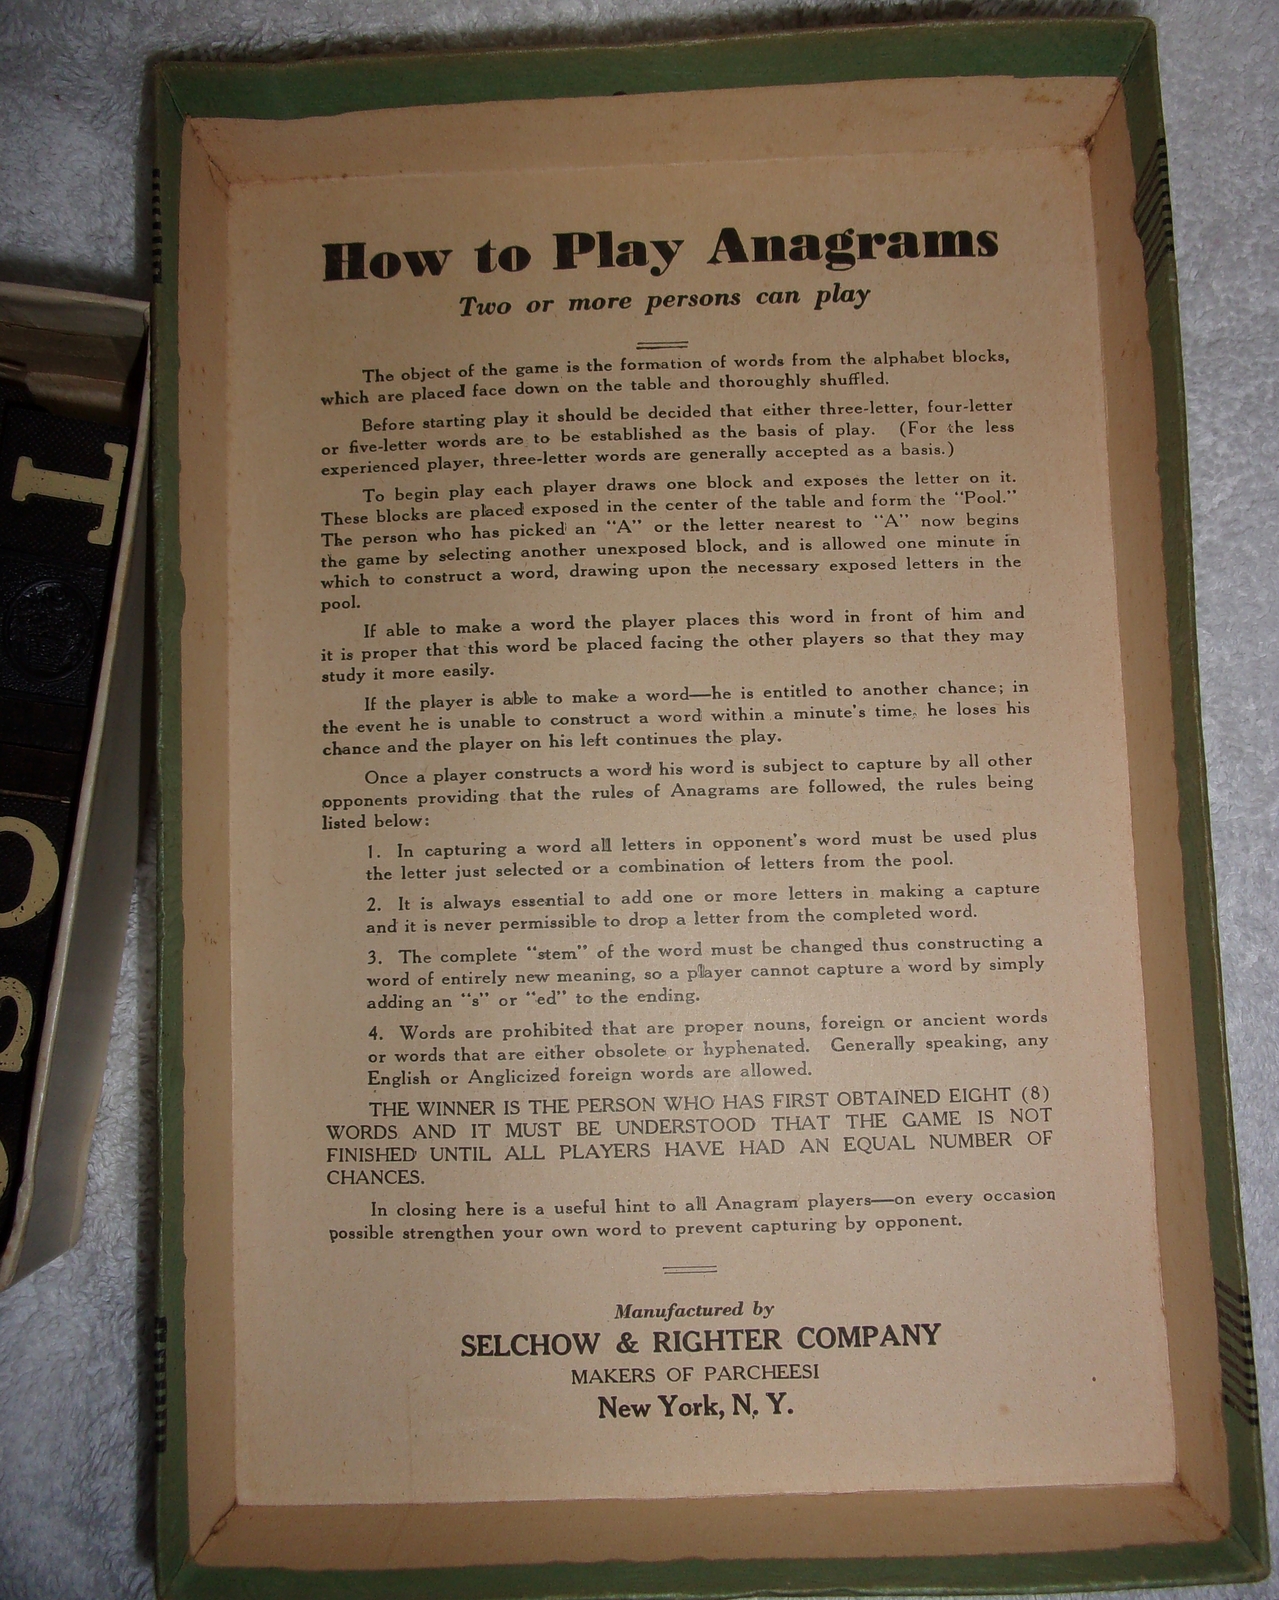 How to Play Anagrams
Two or more persons can play
The object of the game is the formation of words from the alphabet blocks,
which are placed face down on the table and thoroughly shuffled.
Before starting play it should be decided that either three-letter, four-letter
or five-letter words are to be established as the basis of play. (For the less
experienced player, three-letter words are generally accepted as a basis.)
To begin play each player draws one block and exposes the letter on it.
These blocks are placed exposed in the center of the table and form the "Pool."
The person who has picked an "A" or the letter nearest to "A" now begins
the game by selecting another unexposed block, and is allowed one minute in
which to construct a word, drawing upon the necessary exposed letters in the
pool.
If able to make a word the player places this word in front of him and
it is proper that this word be placed facing the other players so that they may
study it more easily.
If the player is able to make a word—he is entitled to another chance; in
the event he is unable to construct a word within a minute's time, he loses his
chance and the player on his left continues the play.
Once a player constructs a word his word is subject to capture by all other
opponents providing that the rules of Anagrams are followed, the rules being
listed below:
1. In capturing a word all letters in opponent's word must be used plus
the letter just selected or a combination of letters from the pool.
2. It is always essential to add one or more letters in making a capture
and it is never permissible to drop a letter from the completed word.
3. The complete "stem" of the word must be changed thus constructing a
word of entirely new meaning, so a player cannot capture a word by simply
adding an "s" or "ed" to the ending.
4. Words are prohibited that are proper nouns, foreign or ancient words
or words that are either obsolete or hyphenated. Generally speaking, any
English or Anglicized foreign words are allowed.
THE WINNER IS THE PERSON WHO HAS FIRST OBTAINED EIGHT (8)
WORDS AND IT MUST BE UNDERSTOOD THAT THE GAME IS NOT
FINISHED UNTIL ALL PLAYERS HAVE HAD AN EQUAL NUMBER OF
CHANCES.
In closing here is a useful hint to all Anagram players—on every occasion
possible strengthen your own word to prevent capturing by opponent.
Manufactured by
SELCHOW & RIGHTER COMPANY
MAKERS OF PARCHEESI
New York, N. Y.